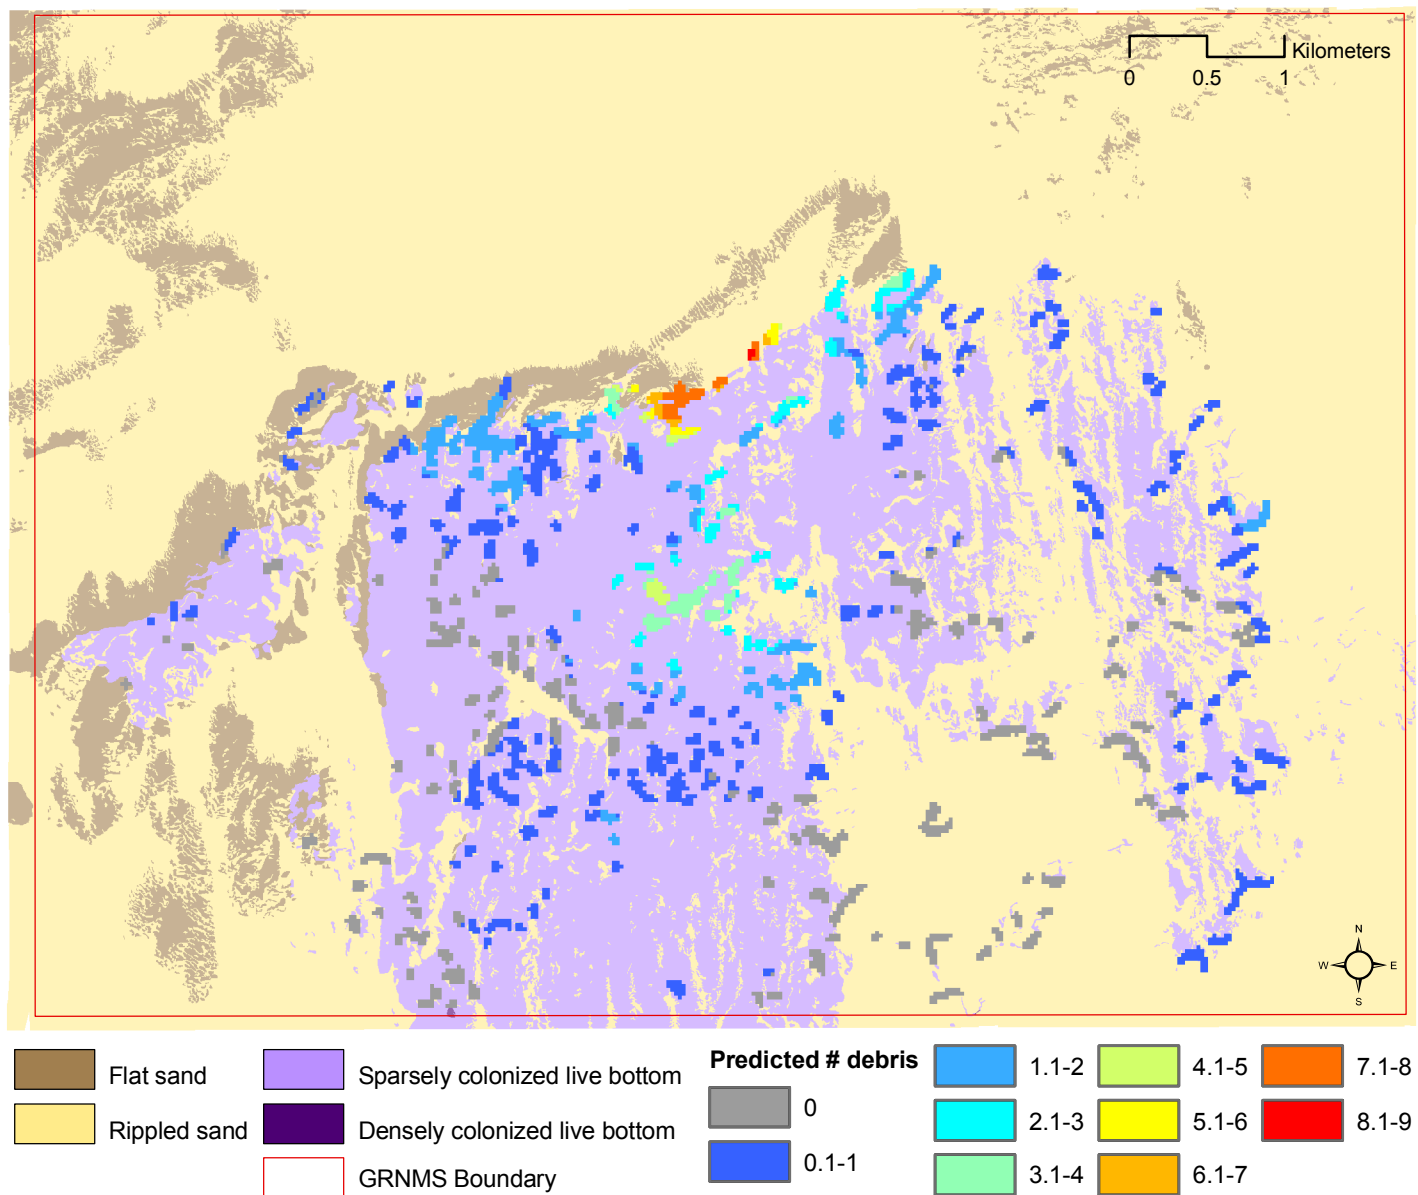 Kilometers
0 0.5 1
N
W E
S
Flat sand
Rippled sand
Sparsely colonized live bottom
Densely colonized live bottom
GRNMS Boundary
Predicted # debris
0
0.1-1
1.1-2
2.1-3
3.1-4
4.1-5
5.1-6
6.1-7
7.1-8
8.1-9